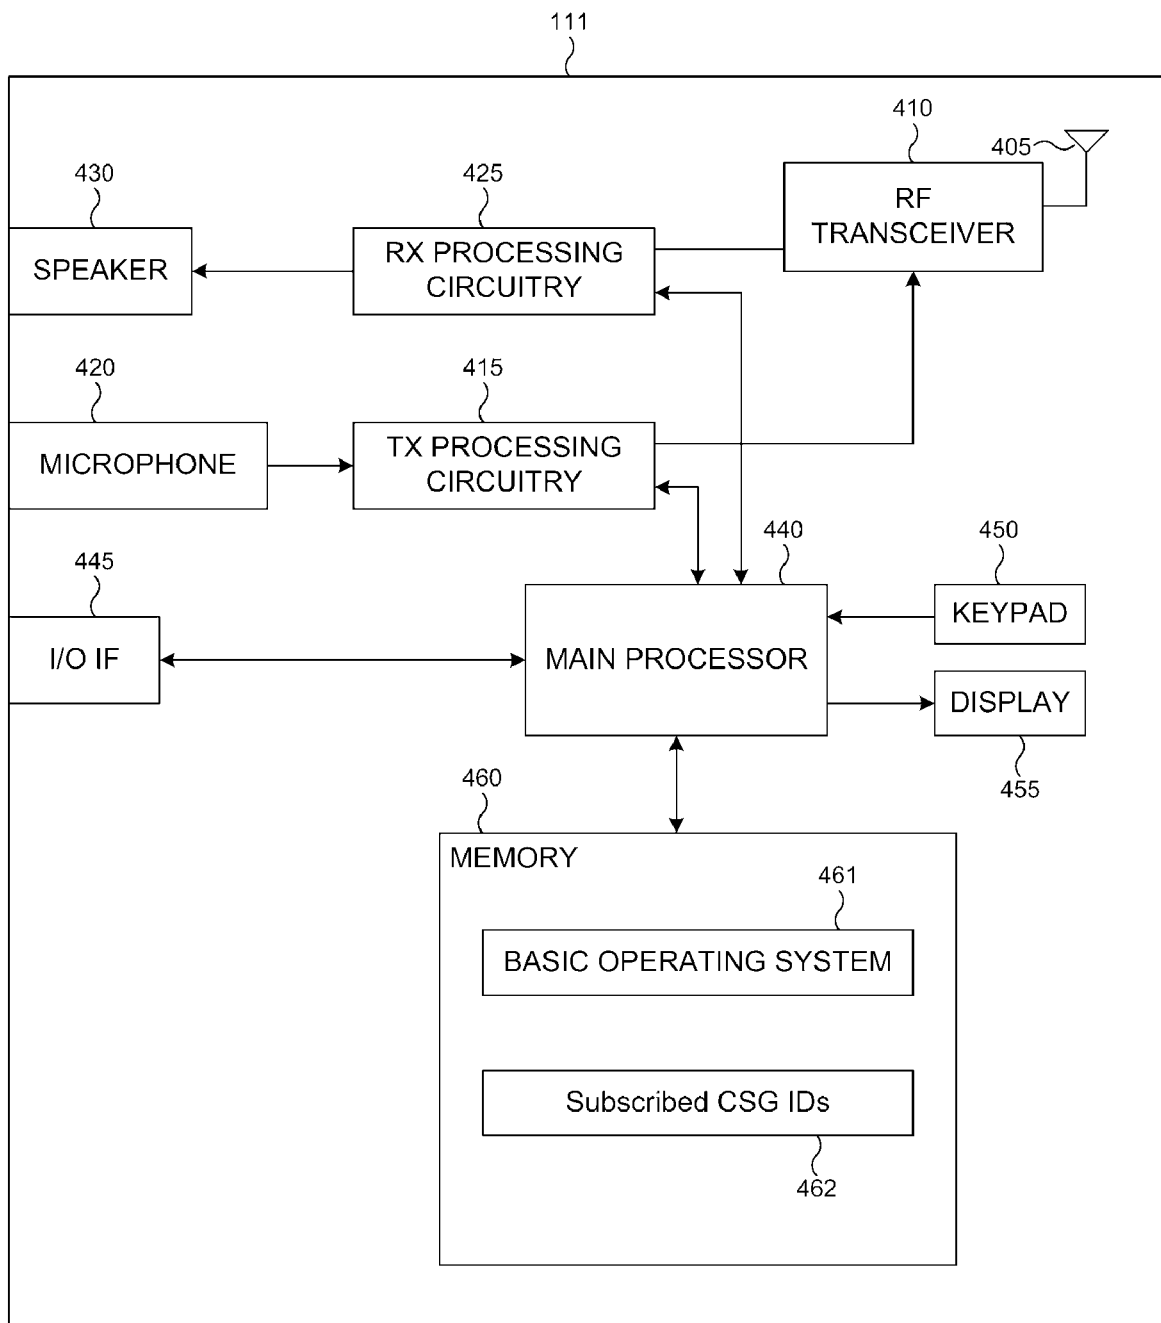 111
410
405
430
425
RF
TRANSCEIVER
SPEAKER
RX PROCESSING
CIRCUITRY
420
415
MICROPHONE
TX PROCESSING
CIRCUITRY
445
440
450
I/O IF
MAIN PROCESSOR
KEYPAD
DISPLAY
455
460
MEMORY
461
BASIC OPERATING SYSTEM
Subscribed CSG IDs
462